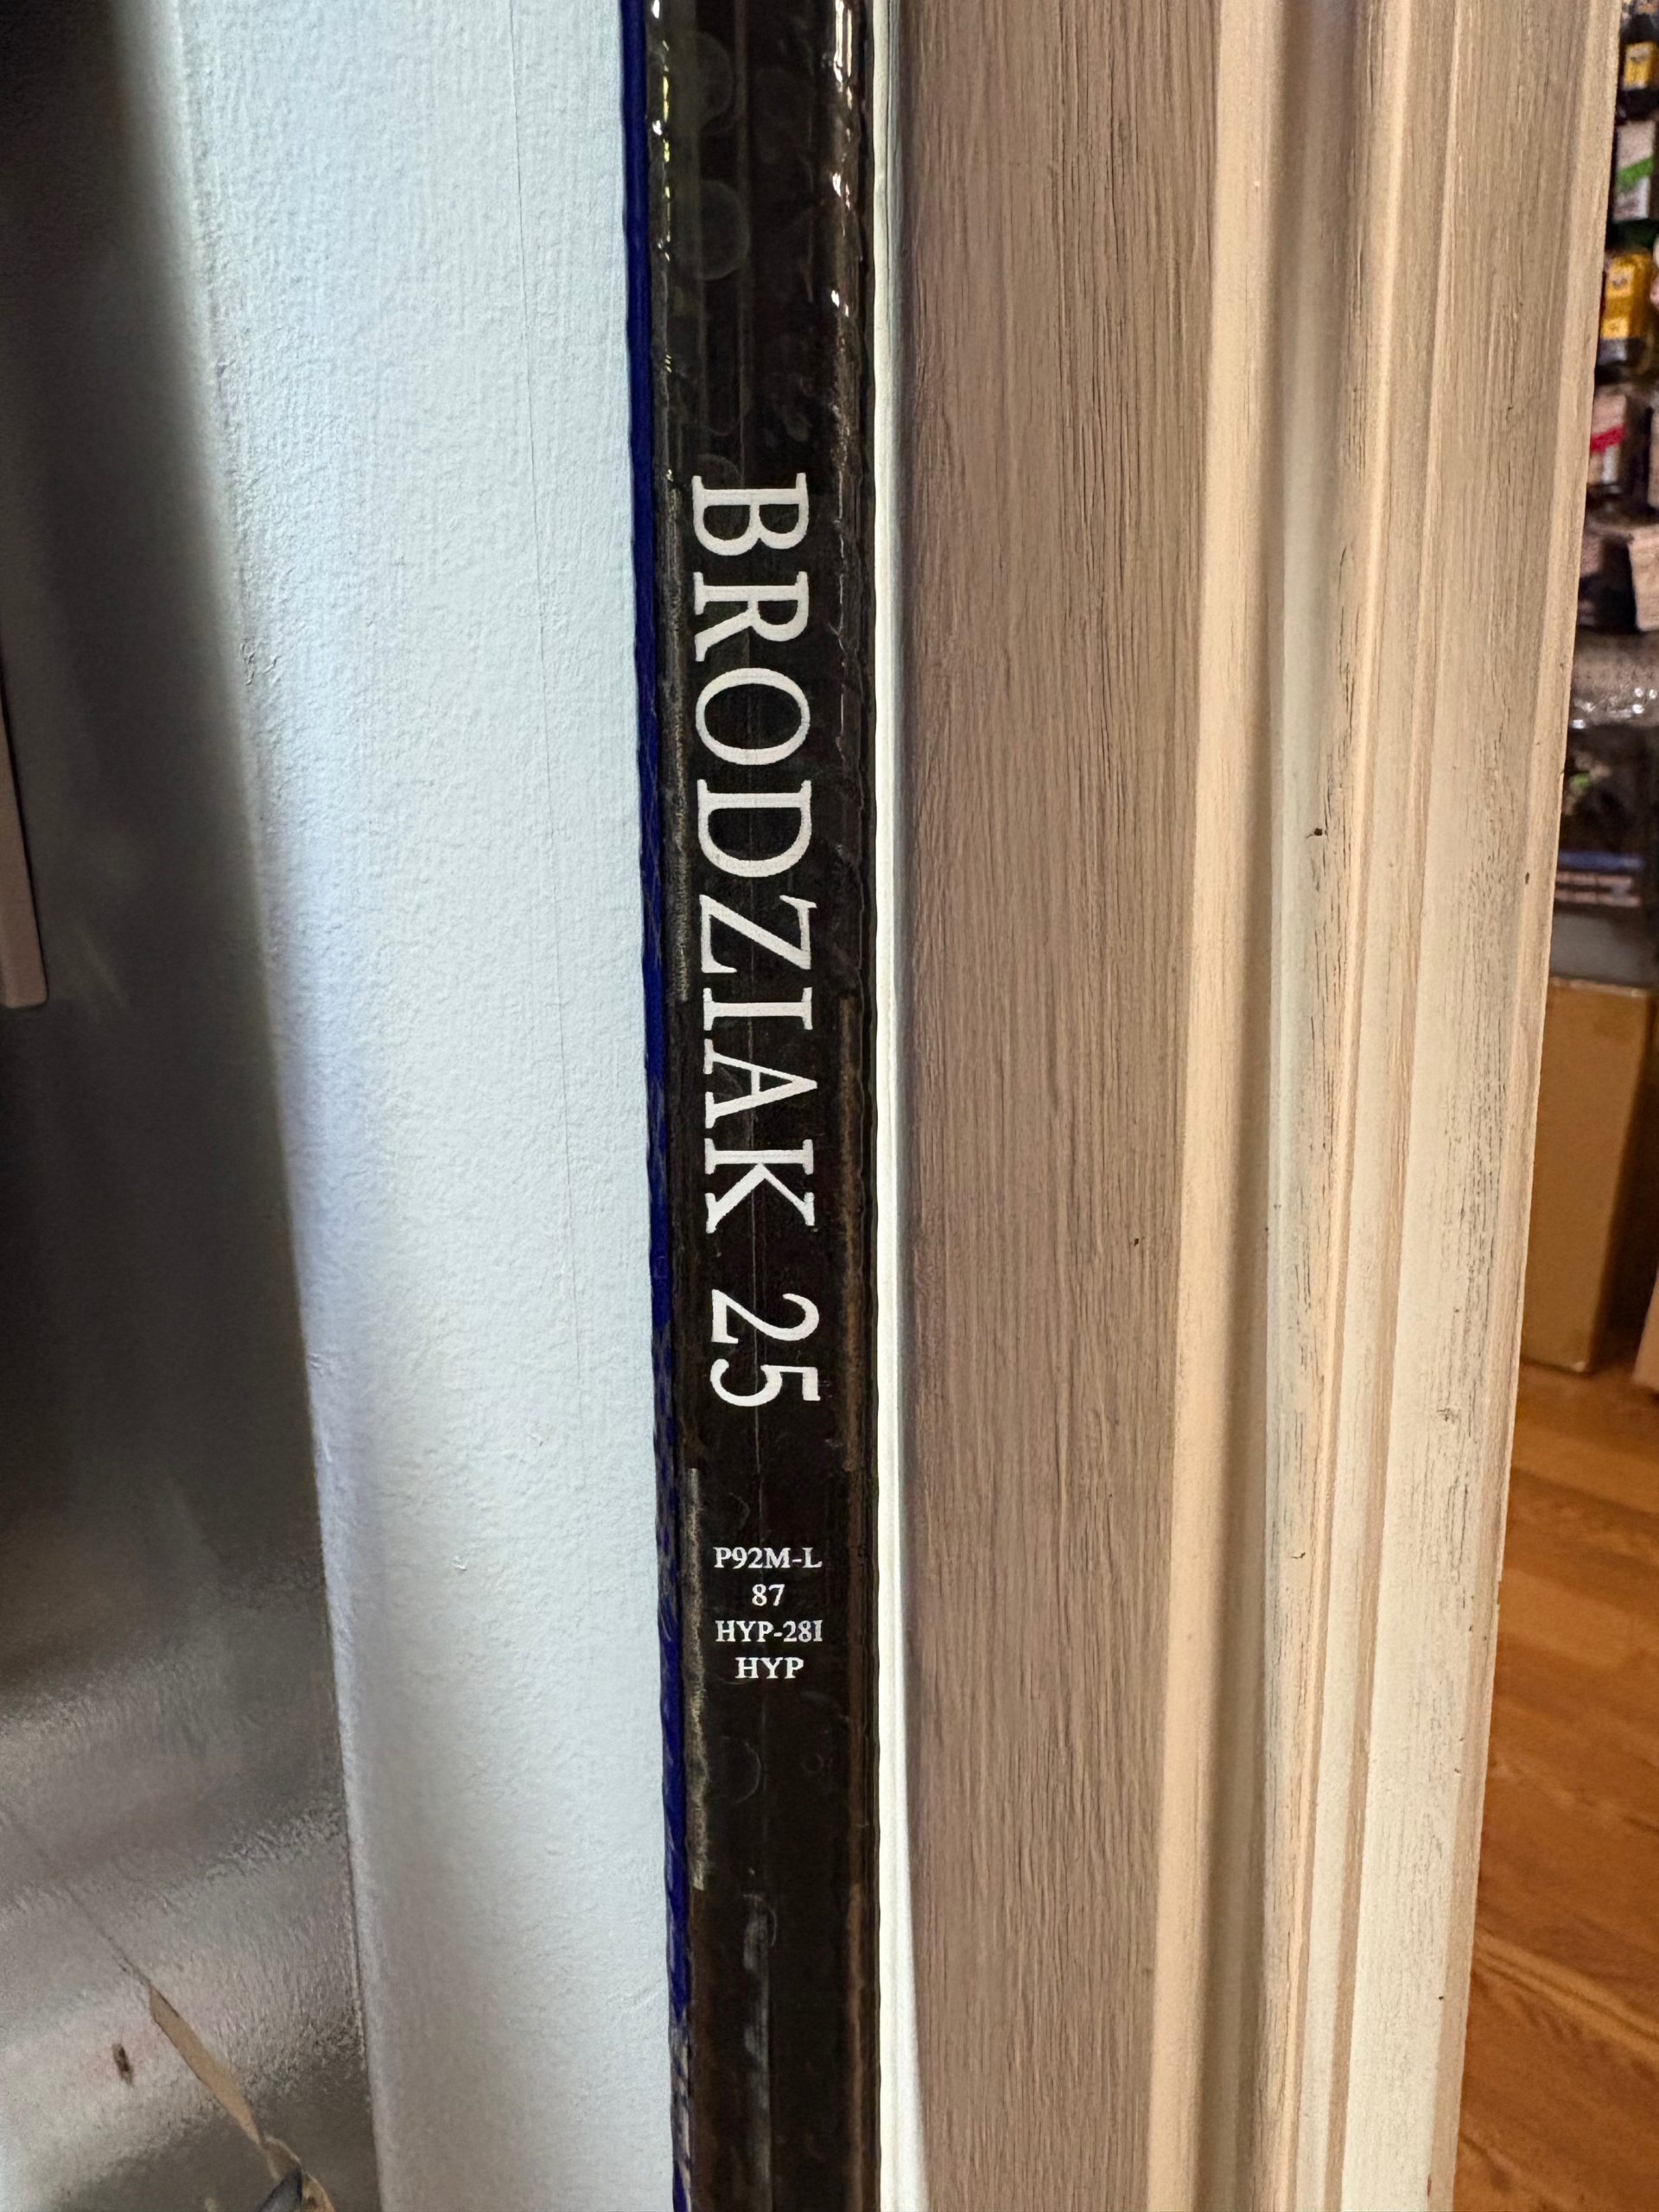 BRODZIAK 25
P92M-L
87
HYP-28I
HYP